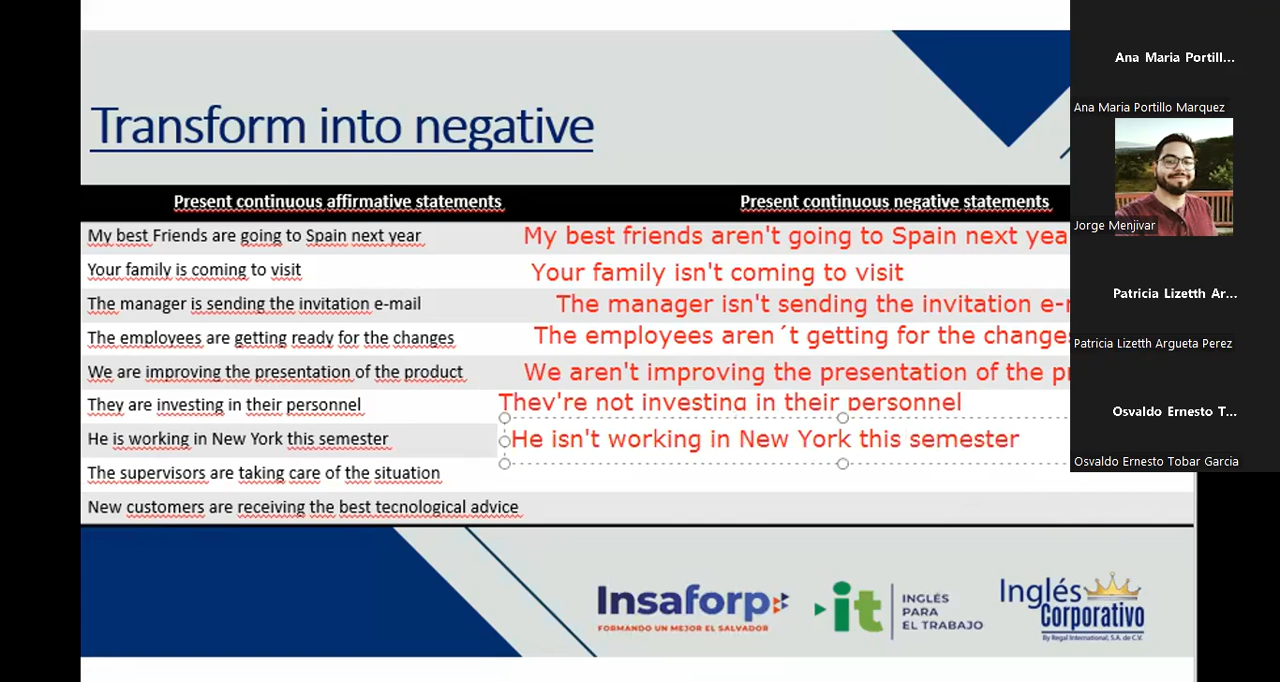 Transform into negative
Present continuous affirmative statements
Present continuous negative statements
My best Friends are going to Spain next year
My best friends aren't going to Spain next yea
Your family is coming to visit
Your family isn't coming to visit
The manager is sending the invitation e-mail
The manager isn't sending the invitation e-
The employees are getting ready for the changes
The employees aren´t getting for the changes
We are improving the presentation of the product
We aren't improving the presentation of the p
They are investing in their personnel
They're not investing in their personnel
He is working in New York this semester
He isn't working in New York this semester
The supervisors are taking care of the situation
New customers are receiving the best tecnological advice
Insaforp
FORMANDO UN MEJOR EL SALVADOR
it
INGLÉS
PARA
EL TRABAJO
Inglés
Corporativo
By Regal International, S.A. de C.V.
Ana Maria Portill...
Ana Maria Portillo Marquez
Jorge Menjivar
Patricia Lizetth Ar...
Patricia Lizetth Argueta Perez
Osvaldo Ernesto T...
Osvaldo Ernesto Tobar Garcia